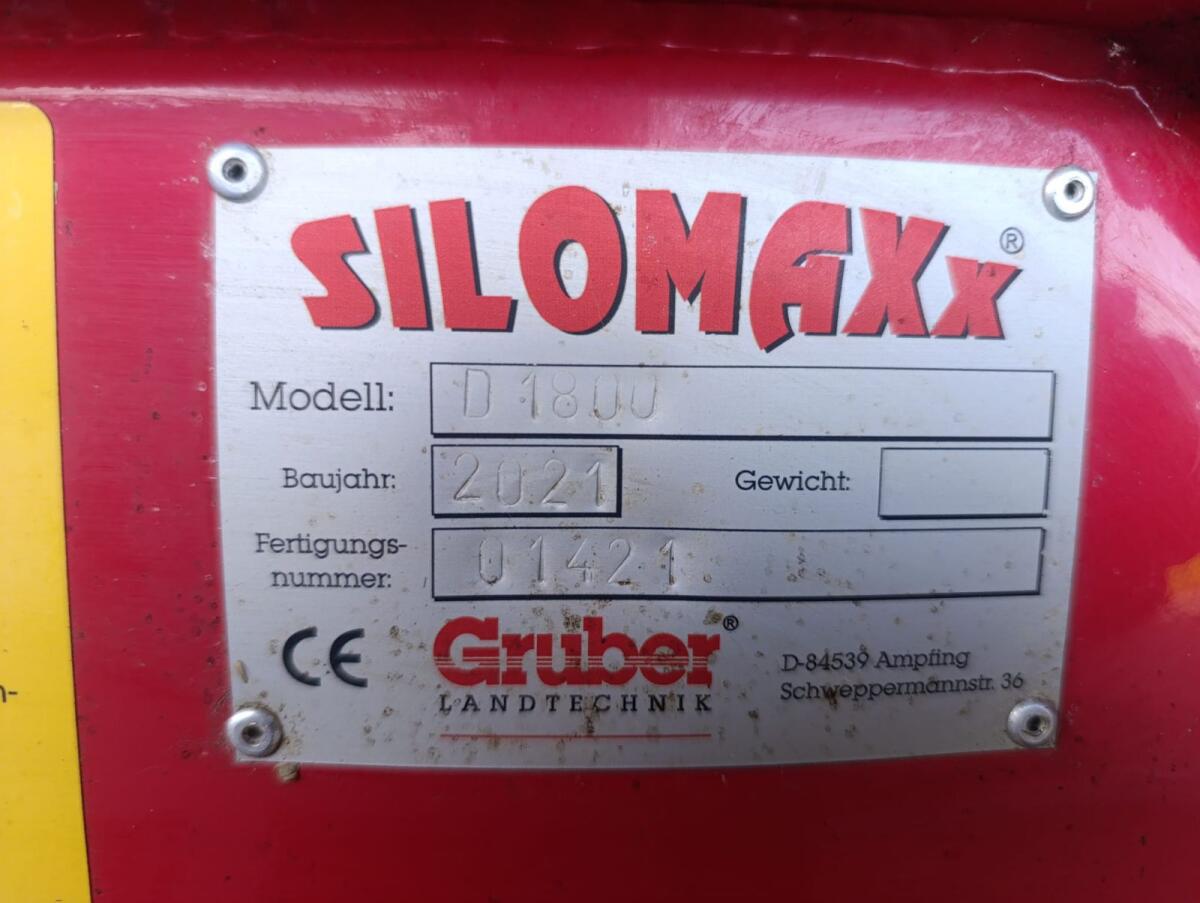 SILOMAXx®
Modell: D 1800
Baujahr: 2021 Gewicht:
Fertigungs-
nummer: 01421
CE Gruber®
LANDTECHNIK
D-84539 Ampfing
Schweppermannstr. 36